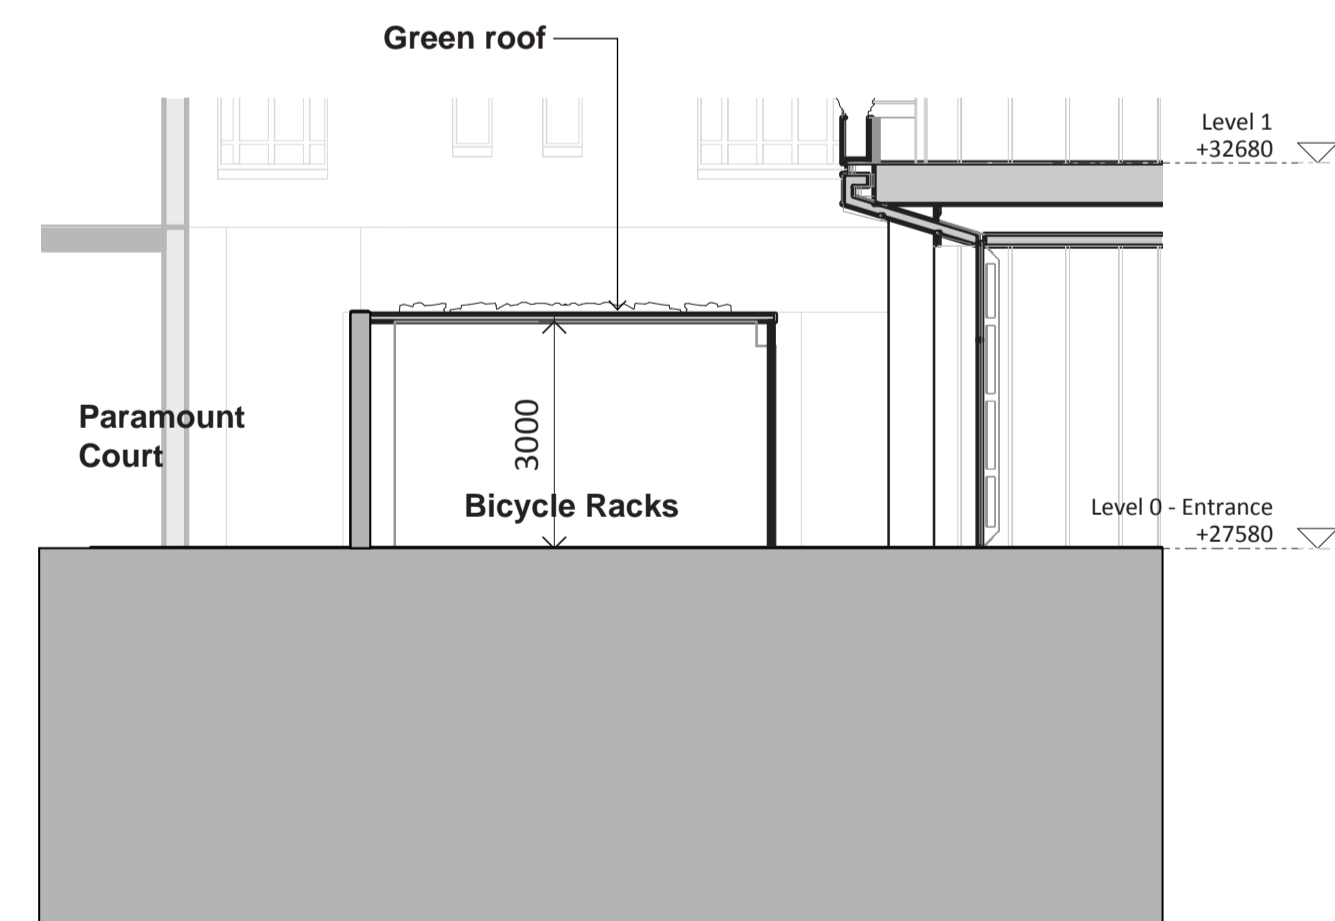 Green roof
Level 1
+32680
Paramount
Court
3000
Bicycle Racks
Level 0 - Entrance
+27580